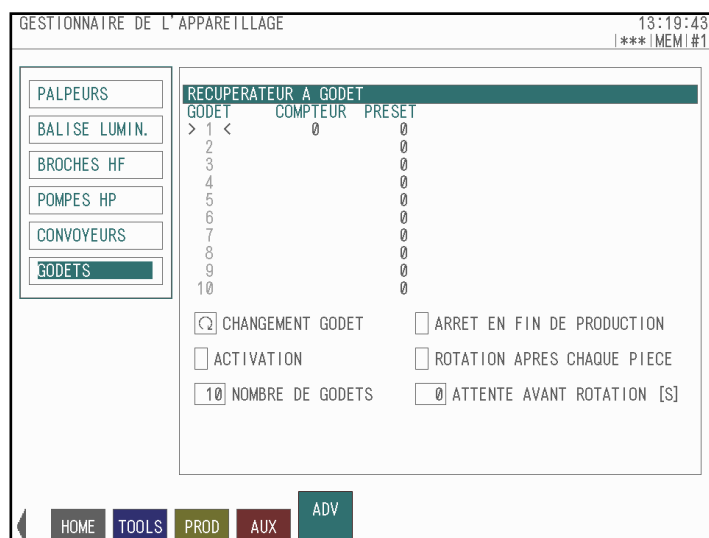 GESTIONNAIRE DE L'APPAREILLAGE 13:19:43
|***|MEM|#1
PALPEURS
BALISE LUMIN.
BROCHES HF
POMPES HP
CONVOYEURS
GODETS
RECUPERATEUR A GODET
GODET COMPTEUR PRESET
> 1 < 0 0
2 0
3 0
4 0
5 0
6 0
7 0
8 0
9 0
10 0
CHANGEMENT GODET ARRET EN FIN DE PRODUCTION
ACTIVATION ROTATION APRES CHAQUE PIECE
10 NOMBRE DE GODETS 0 ATTENTE AVANT ROTATION [S]
HOME TOOLS PROD AUX ADV